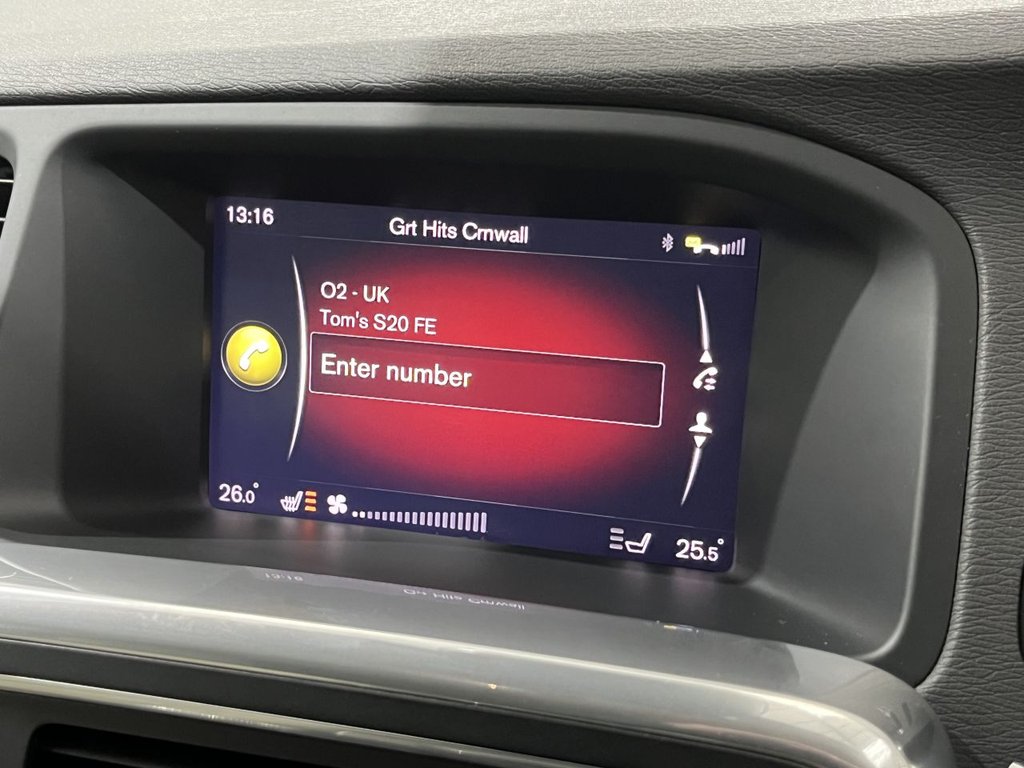 13:16
Grt Hits Crnwall
O2 - UK
Tom's S20 FE
Enter number
26.0°
25.5°